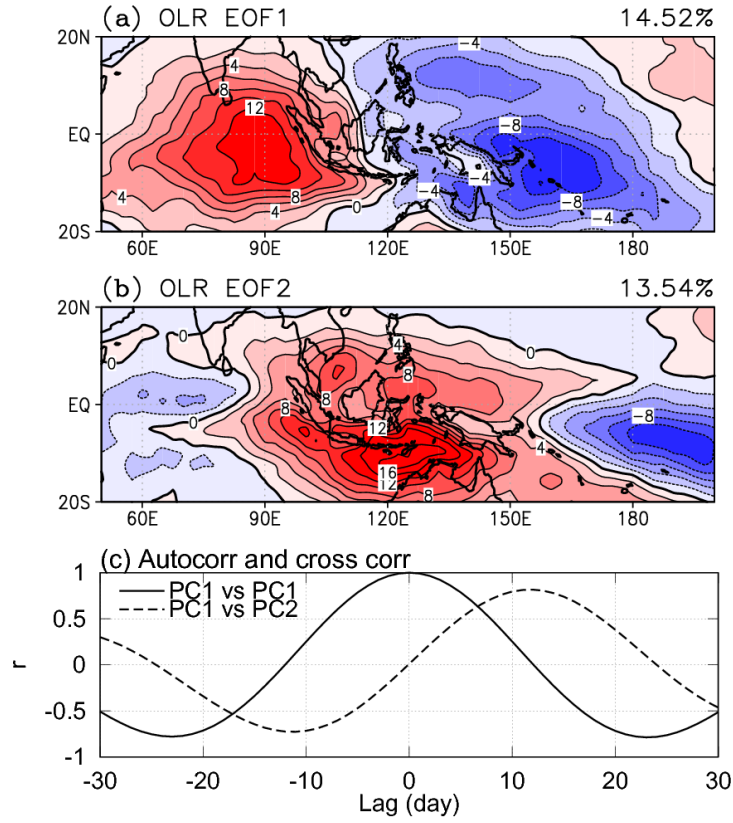 (a) OLR EOF1 14.52%
20N
EQ
20S
4
8
12
4
4
8
0
-4
-8
-4
-4
-4
-8
-4
60E 90E 120E 150E 180
(b) OLR EOF2 13.54%
20N
EQ
20S
0
0
0
0
4
8
8
8
8
12
16
12
8
4
-8
60E 90E 120E 150E 180
(c) Autocorr and cross corr
PC1 vs PC1
PC1 vs PC2
1
0.5
0
-0.5
-1
r
-30 -20 -10 0 10 20 30
Lag (day)